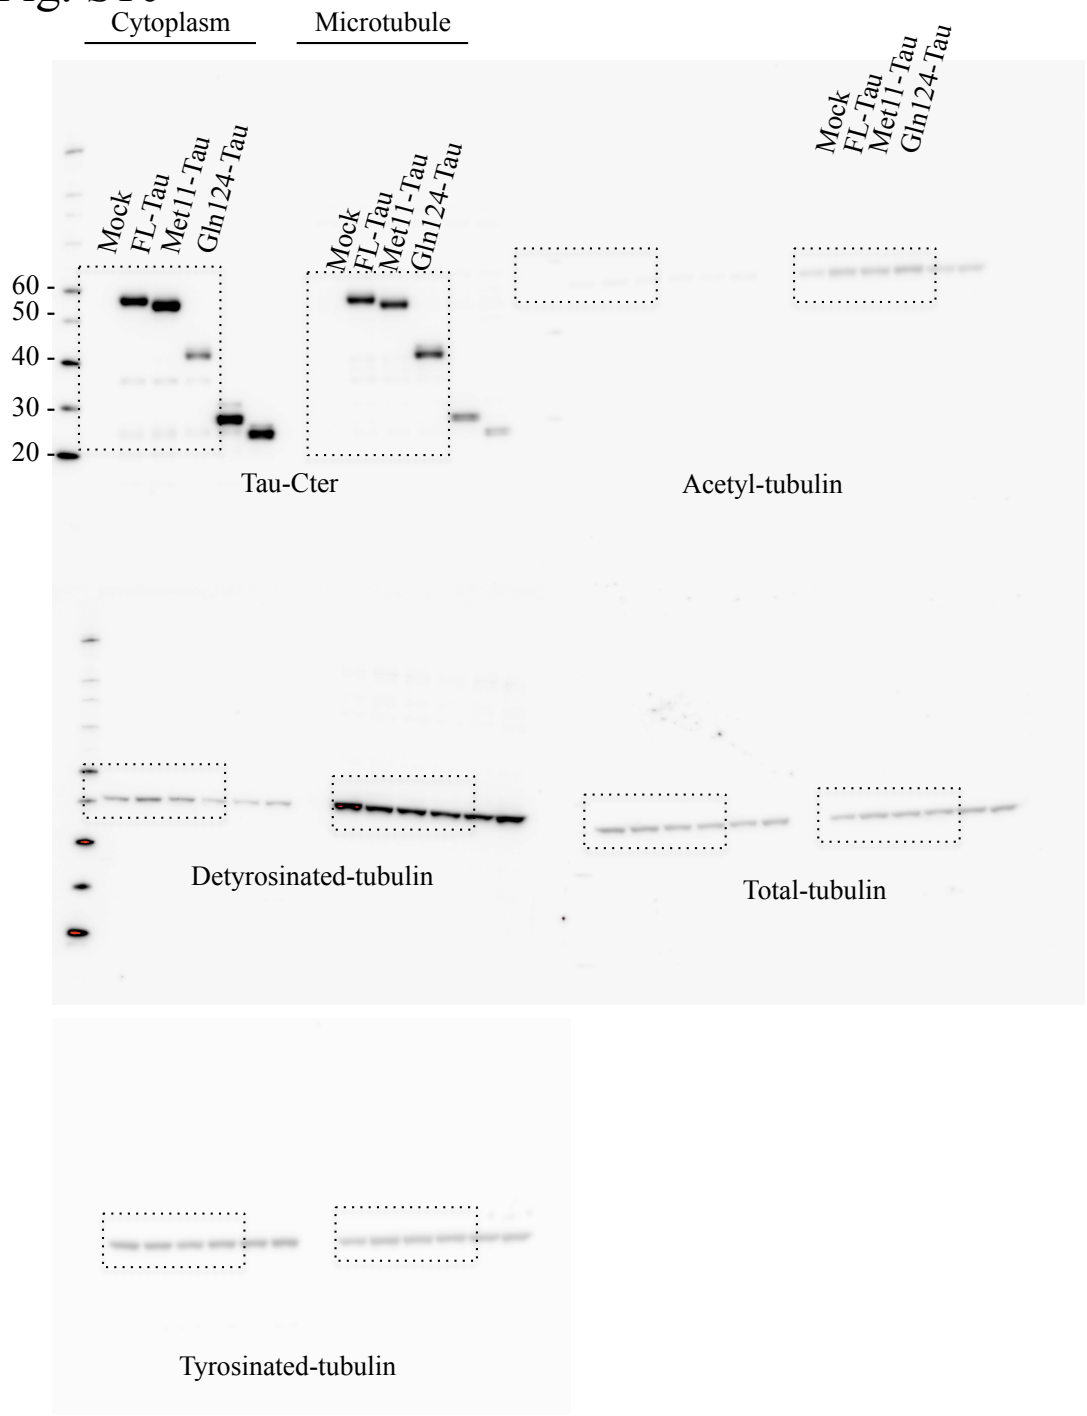 Cytoplasm
Microtubule
Mock
FL-Tau
Met11-Tau
Gln124-Tau
Mock
FL-Tau
Met11-Tau
Gln124-Tau
Mock
FL-Tau
Met11-Tau
Gln124-Tau
60 -
50 -
40 -
30 -
20 -
Tau-Cter
Acetyl-tubulin
Detyrosinated-tubulin
Total-tubulin
Tyrosinated-tubulin